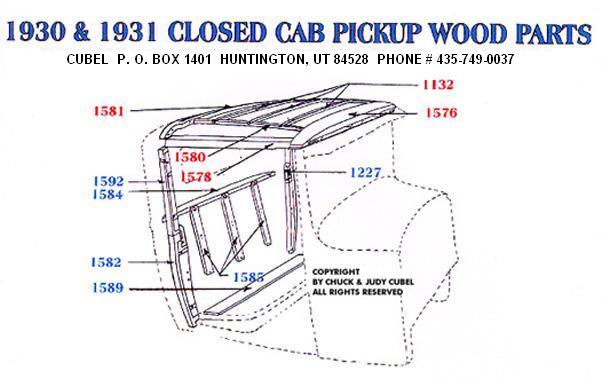 1930 & 1931 CLOSED CAB PICKUP WOOD PARTS
CUBEL P. O. BOX 1401 HUNTINGTON, UT 84528 PHONE # 435-749-0037
1132
1581
1576
1580
1578
1592
1584
1227
1582
1585
1589
COPYRIGHT
BY CHUCK & JUDY CUBEL
ALL RIGHTS RESERVED